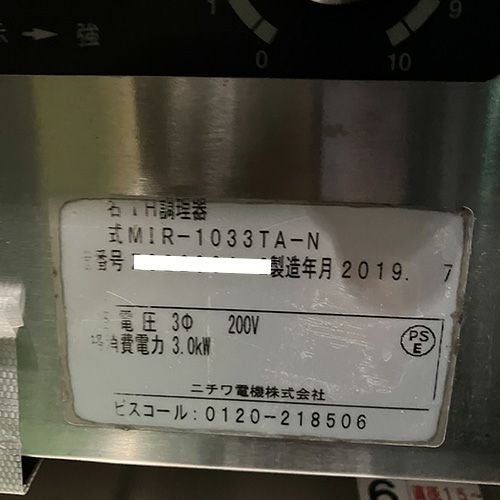 示 → 強
1
0
9
10
名 IH調理器
式 MIR-1033TA-N
番号 製造年月 2019. 7
電圧 3Φ 200V
消費電力 3.0kW
PS
E
ニチワ電機株式会社
ビスコール:0120-218506
6